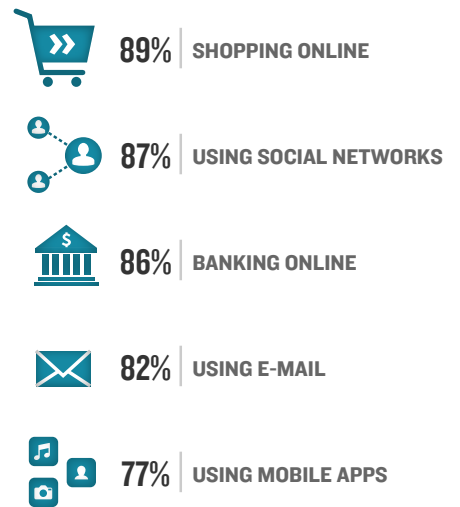 89% SHOPPING ONLINE
87% USING SOCIAL NETWORKS
$
86% BANKING ONLINE
82% USING E-MAIL
77% USING MOBILE APPS